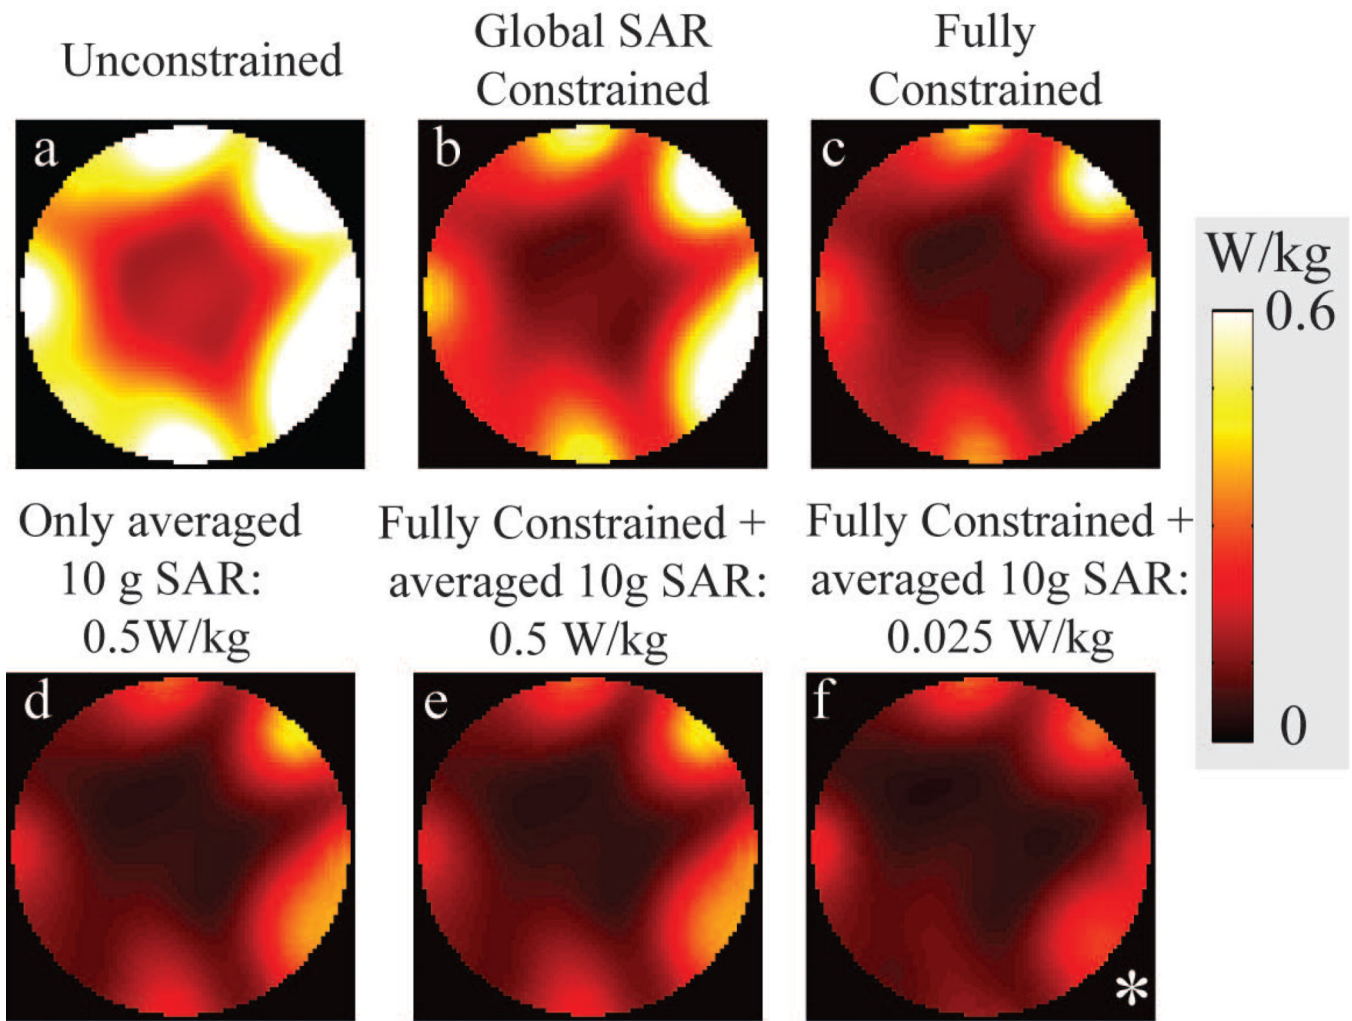 Unconstrained
Global SAR
Constrained
Fully
Constrained
a
b
c
W/kg
0.6
0
Only averaged
10 g SAR:
0.5W/kg
Fully Constrained +
averaged 10g SAR:
0.5 W/kg
Fully Constrained +
averaged 10g SAR:
0.025 W/kg
d
e
f
*